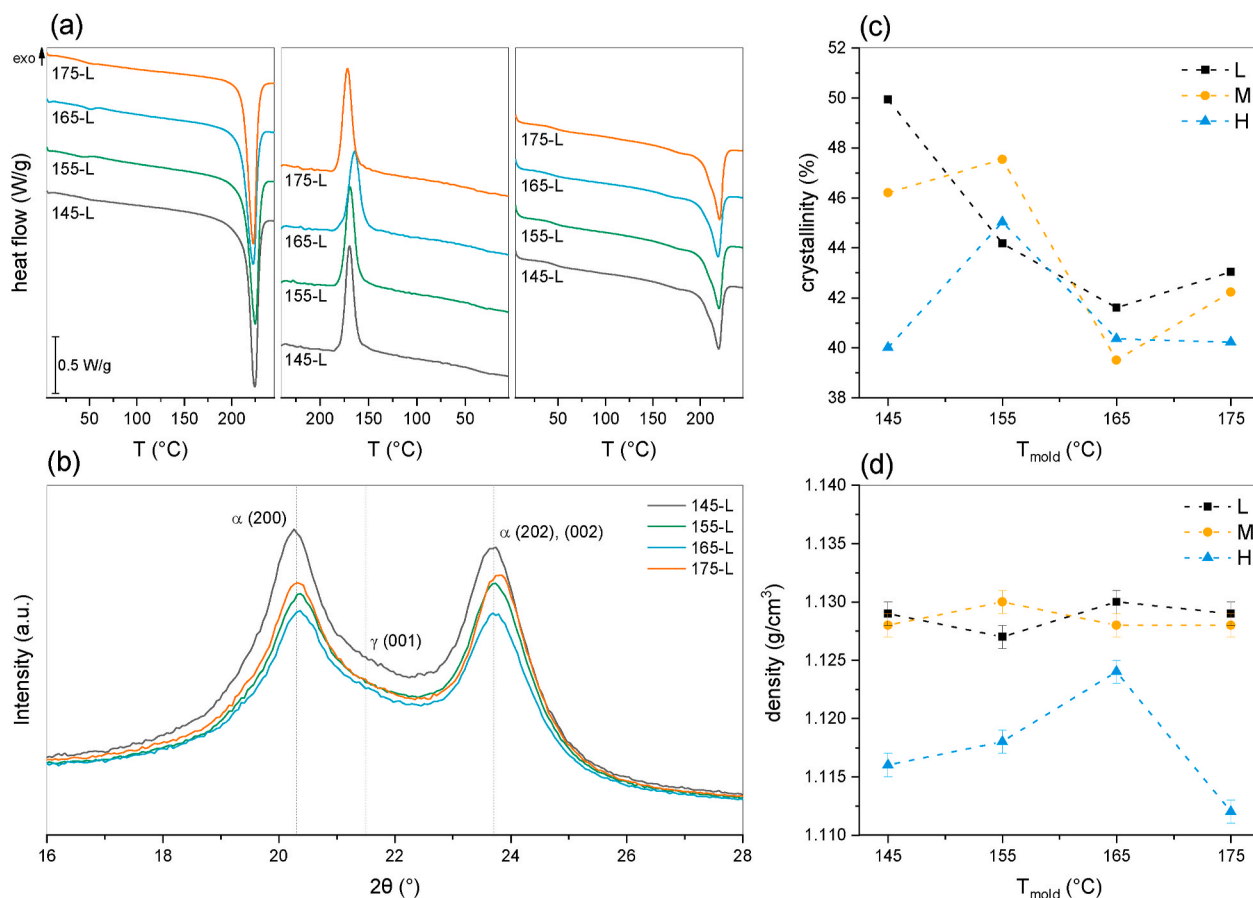 (a)
exo
175-L
165-L
155-L
145-L
0.5 W/g
heat flow (W/g)
50 100 150 200
T (°C)
175-L
165-L
155-L
145-L
200 150 100 50
T (°C)
175-L
165-L
155-L
145-L
50 100 150 200
T (°C)
(b)
α (200)
γ (001)
α (202), (002)
145-L
155-L
165-L
175-L
Intensity (a.u.)
16 18 20 22 24 26 28
2θ (°)
(c)
L
M
H
52
50
48
46
44
42
40
38
crystallinity (%)
145 155 165 175
Tmold (°C)
(d)
L
M
H
1.140
1.135
1.130
1.125
1.120
1.115
1.110
density (g/cm³)
145 155 165 175
Tmold (°C)